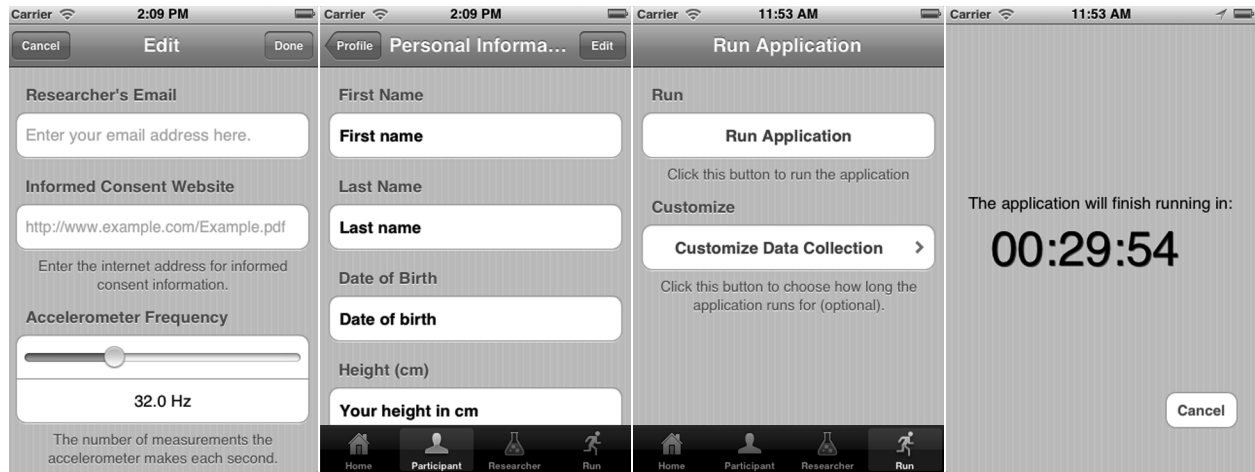 Carrier 2:09 PM
Cancel Edit Done
Researcher's Email
Enter your email address here.
Informed Consent Website
http://www.example.com/Example.pdf
Enter the internet address for informed
consent information.
Accelerometer Frequency
32.0 Hz
The number of measurements the
accelerometer makes each second.
Carrier 2:09 PM
Profile Personal Informa... Edit
First Name
First name
Last Name
Last name
Date of Birth
Date of birth
Height (cm)
Your height in cm
Home Participant Researcher Run
Carrier 11:53 AM
Run Application
Run
Run Application
Click this button to run the application
Customize
Customize Data Collection
Click this button to choose how long the
application runs for (optional).
Home Participant Researcher Run
Carrier 11:53 AM
The application will finish running in:
00:29:54
Cancel